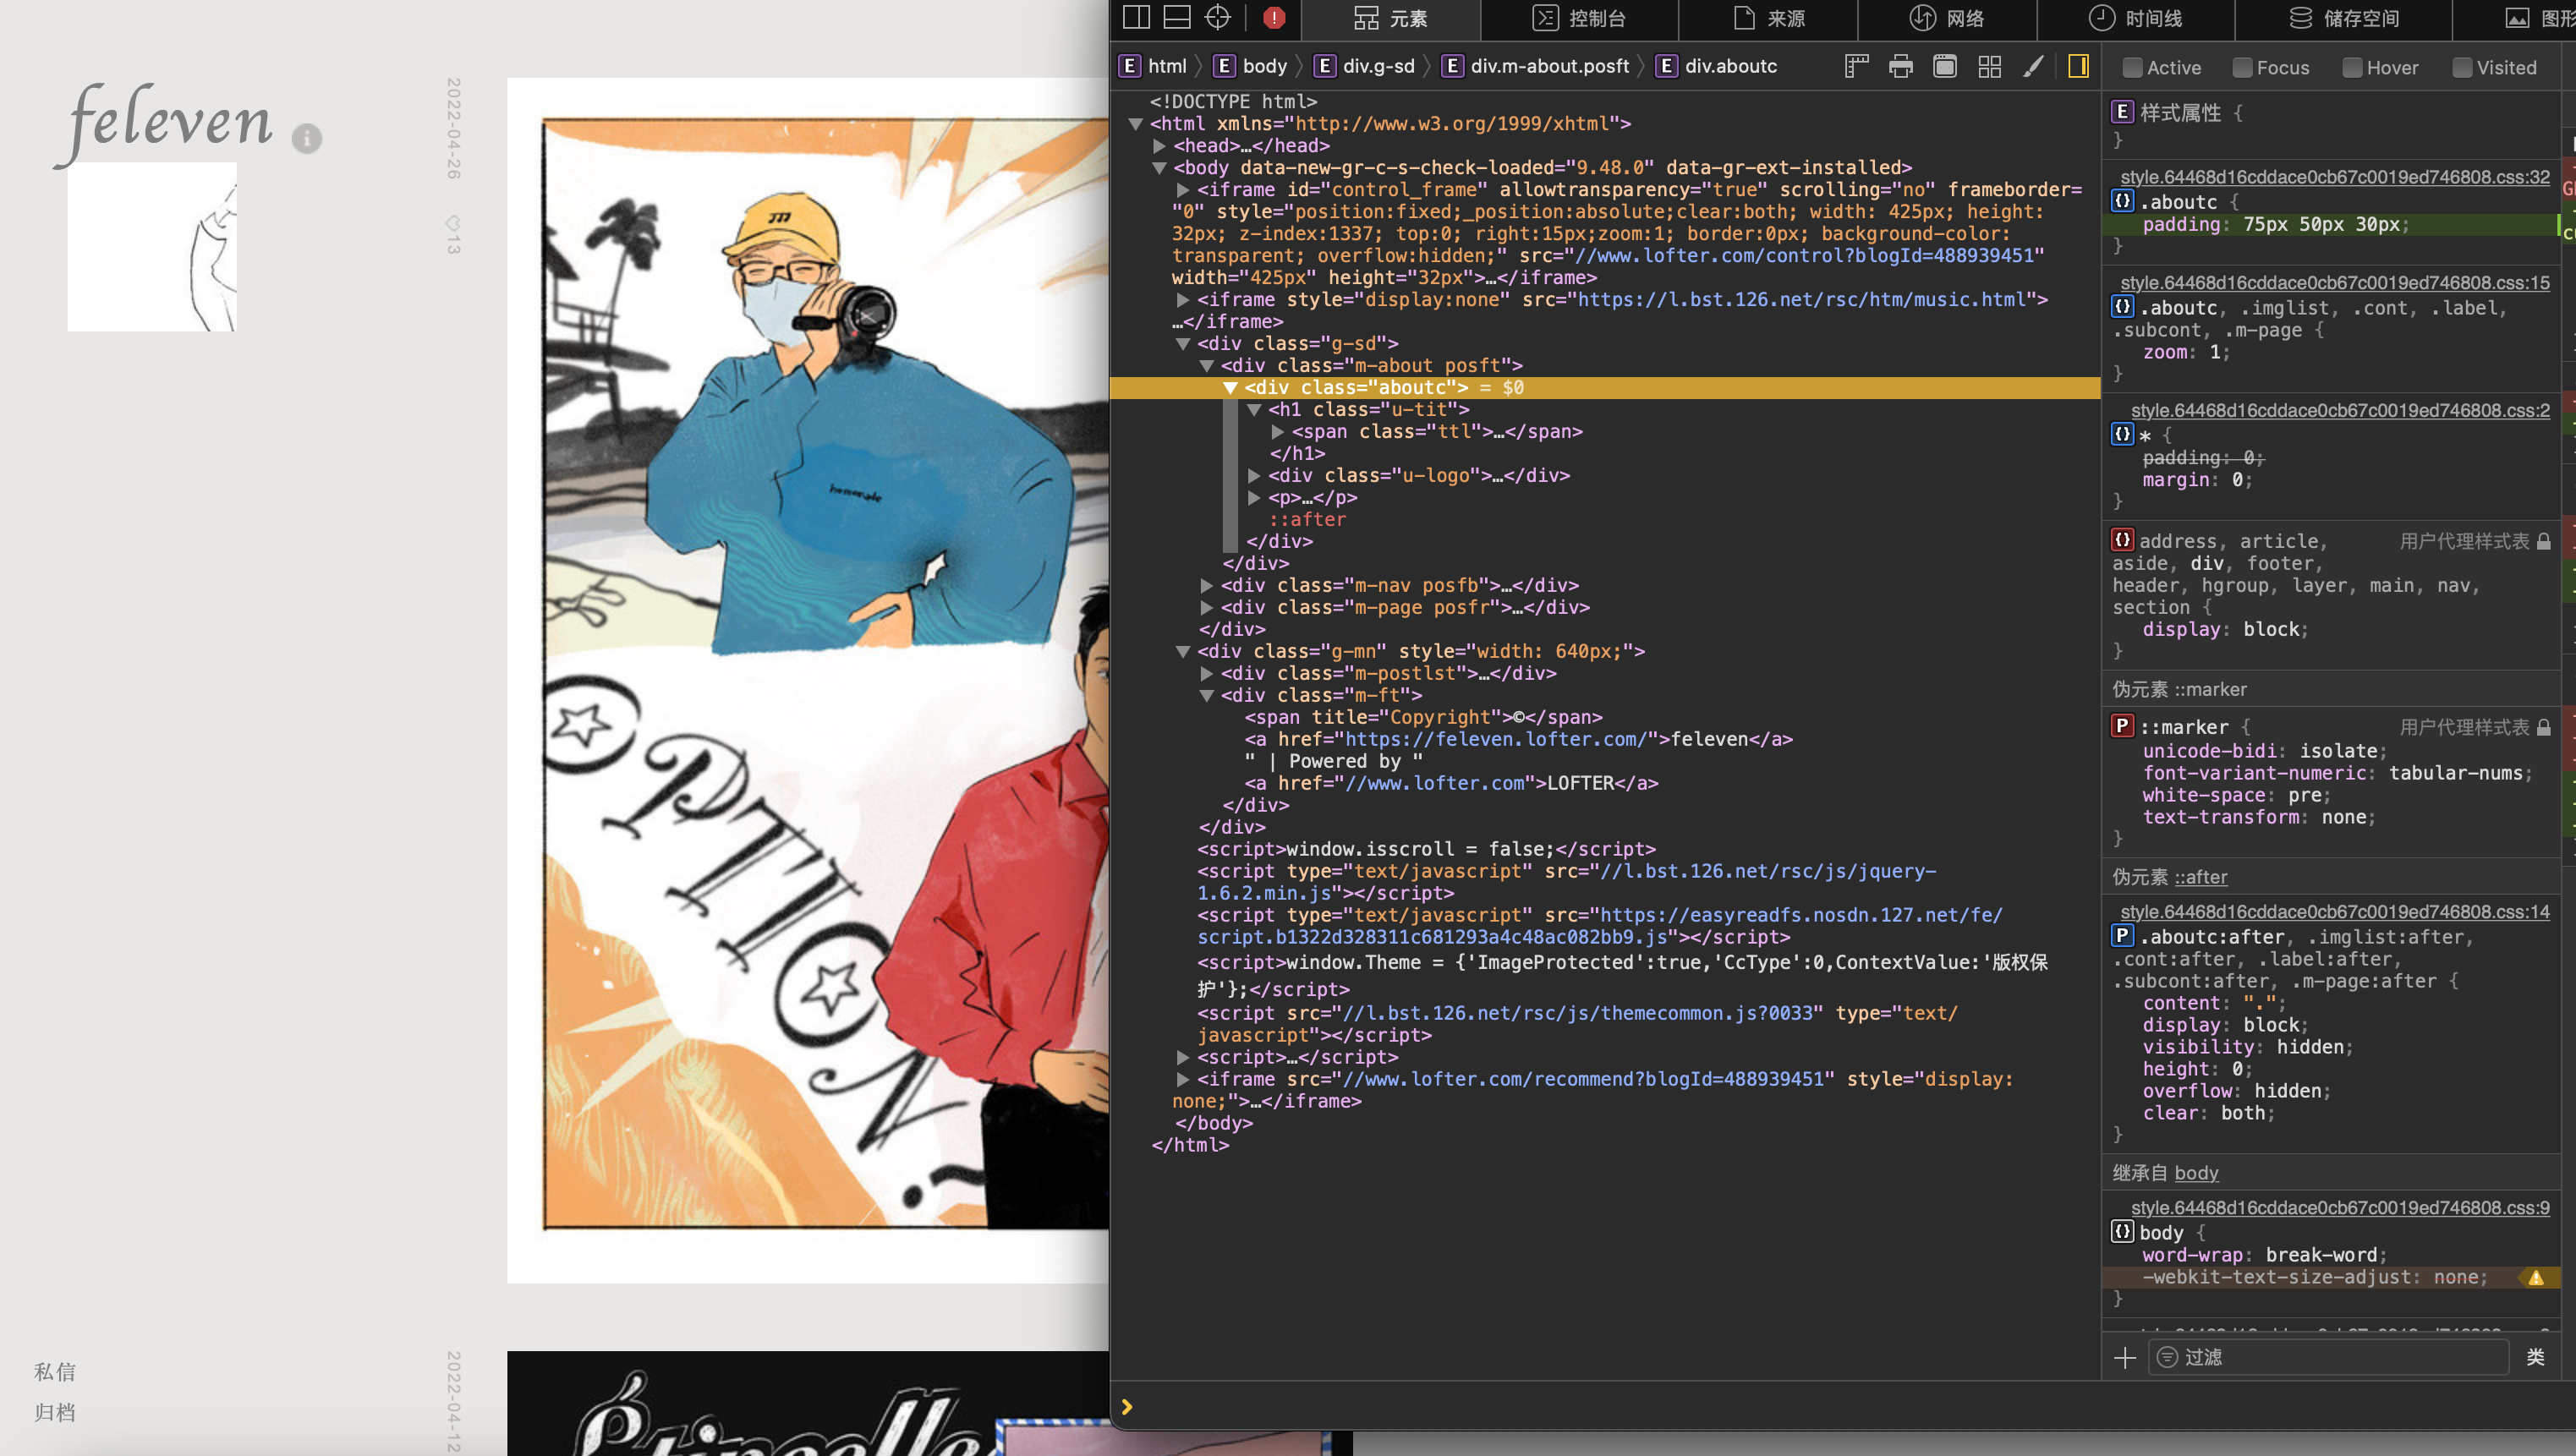 feleven
2022-04-26
13
homemade
OPTION?
私信
归档
2022-04-12
Étincelle
元素
控制台
来源
网络
时间线
储存空间
E html
E body
E div.g-sd
E div.m-about.posft
E div.aboutc
<!DOCTYPE html>
<html xmlns="http://www.w3.org/1999/xhtml">
<head>…</head>
<body data-new-gr-c-s-check-loaded="9.48.0" data-gr-ext-installed>
<iframe id="control_frame" allowtransparency="true" scrolling="no" frameborder=
"0" style="position:fixed;_position:absolute;clear:both; width: 425px; height:
32px; z-index:1337; top:0; right:15px;zoom:1; border:0px; background-color:
transparent; overflow:hidden;" src="//www.lofter.com/control?blogId=488939451"
width="425px" height="32px">…</iframe>
<iframe style="display:none" src="https://l.bst.126.net/rsc/htm/music.html">
…</iframe>
<div class="g-sd">
<div class="m-about posft">
<div class="aboutc"> = $0
<h1 class="u-tit">
<span class="ttl">…</span>
</h1>
<div class="u-logo">…</div>
<p>…</p>
::after
</div>
</div>
<div class="m-nav posfb">…</div>
<div class="m-page posfr">…</div>
</div>
<div class="g-mn" style="width: 640px;">
<div class="m-postlst">…</div>
<div class="m-ft">
<span title="Copyright">©</span>
<a href="https://feleven.lofter.com/">feleven</a>
" | Powered by "
<a href="//www.lofter.com">LOFTER</a>
</div>
</div>
<script>window.isscroll = false;</script>
<script type="text/javascript" src="//l.bst.126.net/rsc/js/jquery-
1.6.2.min.js"></script>
<script type="text/javascript" src="https://easyreadfs.nosdn.127.net/fe/
script.b1322d328311c681293a4c48ac082bb9.js"></script>
<script>window.Theme = {'ImageProtected':true,'CcType':0,ContextValue:'版权保
护'};</script>
<script src="//l.bst.126.net/rsc/js/themecommon.js?0033" type="text/
javascript"></script>
<script>…</script>
<iframe src="//www.lofter.com/recommend?blogId=488939451" style="display:
none;">…</iframe>
</body>
</html>
Active Focus Hover Visited
E 样式属性 {
}
style.64468d16cddace0cb67c0019ed746808.css:32
.aboutc {
padding: 75px 50px 30px;
}
style.64468d16cddace0cb67c0019ed746808.css:15
.aboutc, .imglist, .cont, .label,
.subcont, .m-page {
zoom: 1;
}
style.64468d16cddace0cb67c0019ed746808.css:2
* {
padding: 0;
margin: 0;
}
address, article, 用户代理样式表
aside, div, footer,
header, hgroup, layer, main, nav,
section {
display: block;
}
伪元素 ::marker
P ::marker { 用户代理样式表
unicode-bidi: isolate;
font-variant-numeric: tabular-nums;
white-space: pre;
text-transform: none;
}
伪元素 ::after
style.64468d16cddace0cb67c0019ed746808.css:14
P .aboutc:after, .imglist:after,
.cont:after, .label:after,
.subcont:after, .m-page:after {
content: ".";
display: block;
visibility: hidden;
height: 0;
overflow: hidden;
clear: both;
}
继承自 body
style.64468d16cddace0cb67c0019ed746808.css:9
body {
word-wrap: break-word;
-webkit-text-size-adjust: none;
}
过滤
类